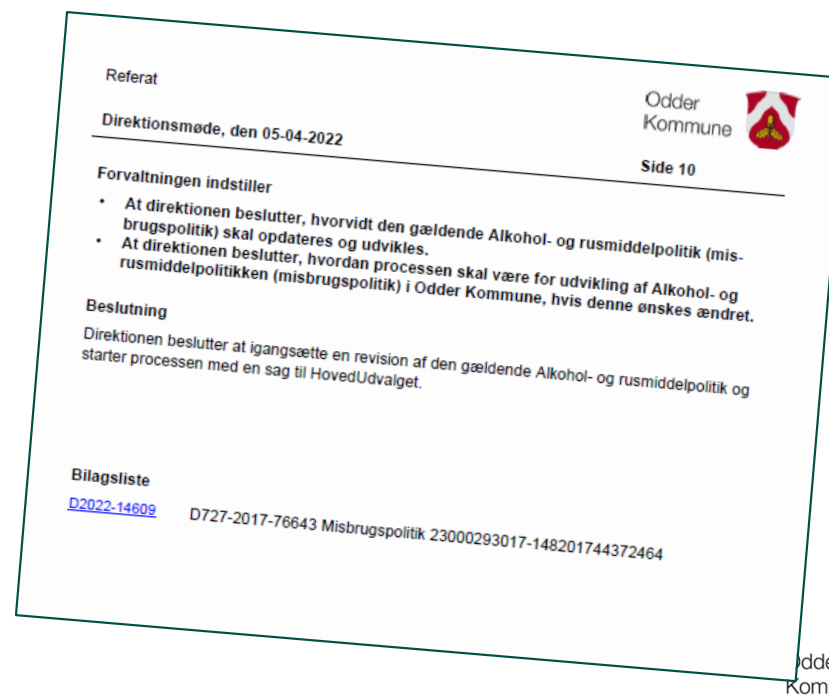 Referat
Odder
Kommune
Direktionsmøde, den 05-04-2022
Side 10
Forvaltningen indstiller
• At direktionen beslutter, hvorvidt den gældende Alkohol- og rusmiddelpolitik (mis-
brugspolitik) skal opdateres og udvikles.
• At direktionen beslutter, hvordan processen skal være for udvikling af Alkohol- og
rusmiddelpolitikken (misbrugspolitik) i Odder Kommune, hvis denne ønskes ændret.
Beslutning
Direktionen beslutter at igangsætte en revision af den gældende Alkohol- og rusmiddelpolitik og
starter processen med en sag til HovedUdvalget.
Bilagsliste
D2022-14609 D727-2017-76643 Misbrugspolitik 23000293017-148201744372464